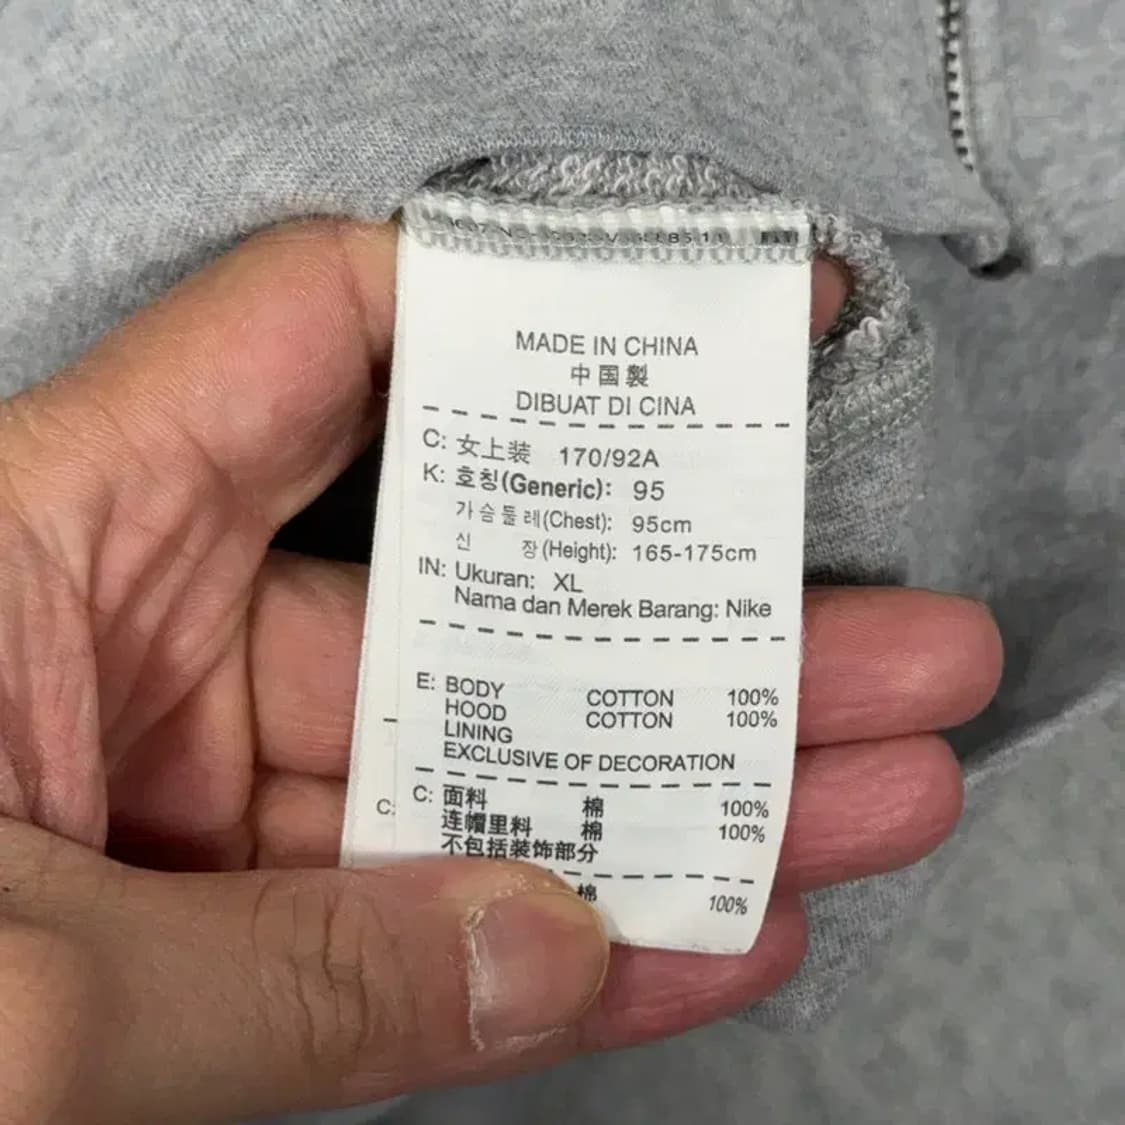 MADE IN CHINA
中国製
DIBUAT DI CINA
C: 女上装 170/92A
K: 호칭(Generic): 95
가슴둘레(Chest): 95cm
신 장(Height): 165-175cm
IN: Ukuran: XL
Nama dan Merek Barang: Nike
E: BODY COTTON 100%
HOOD COTTON 100%
LINING
EXCLUSIVE OF DECORATION
C: C: 面料 棉 100%
连帽里料 棉 100%
不包括装饰部分
棉 100%